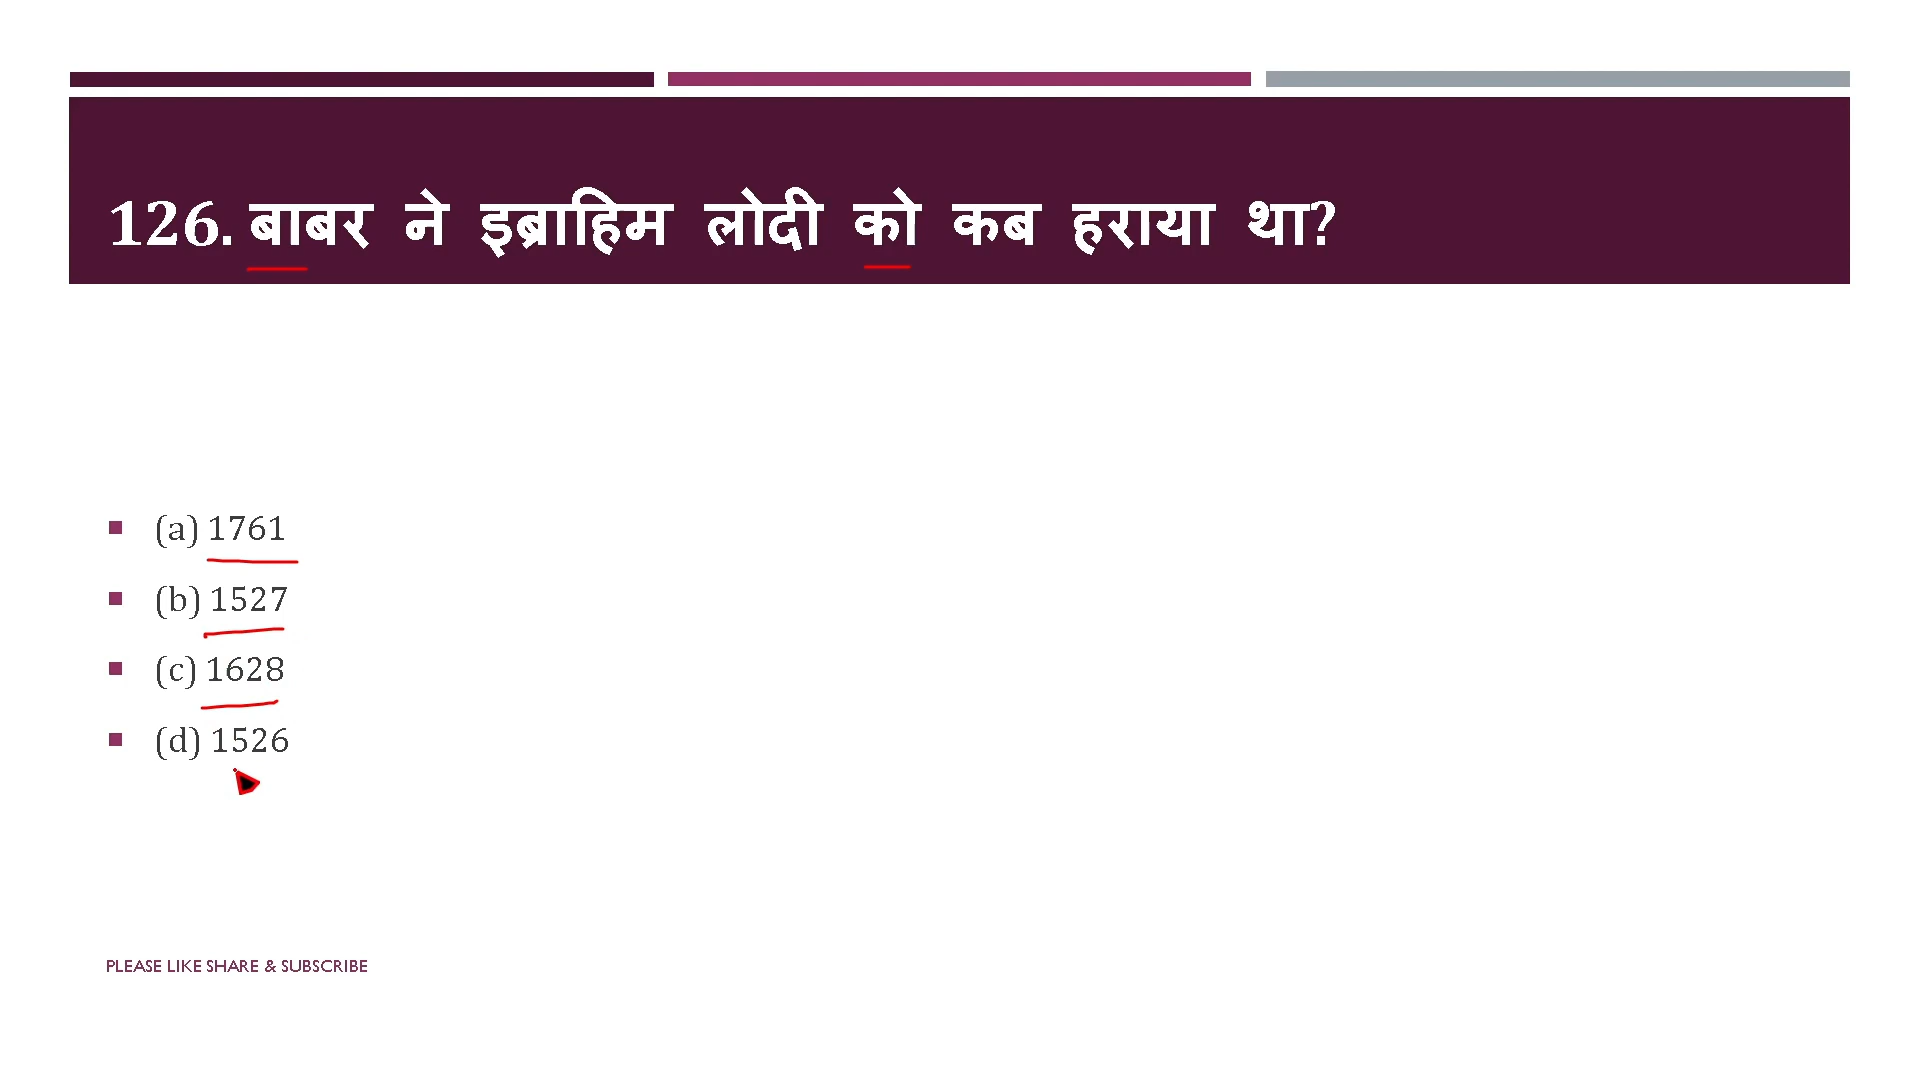 126. बाबर ने इब्राहिम लोदी को कब हराया था?
(a) 1761
(b) 1527
(c) 1628
(d) 1526
PLEASE LIKE SHARE & SUBSCRIBE